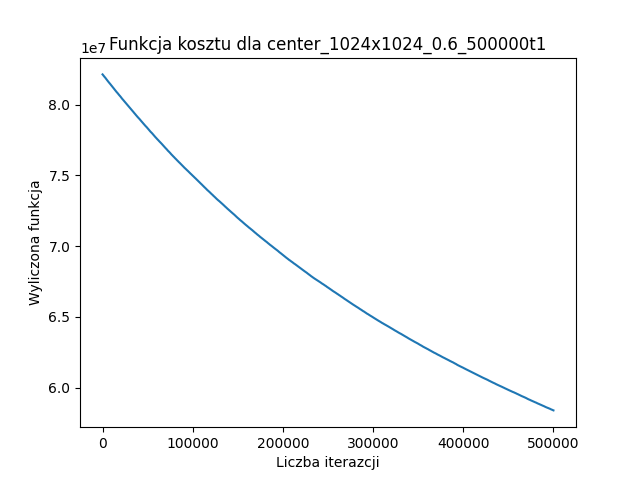 1e7
Funkcja kosztu dla center_1024x1024_0.6_500000t1
8.0
7.5
7.0
6.5
6.0
Wyliczona funkcja
0 100000 200000 300000 400000 500000
Liczba iterazcji